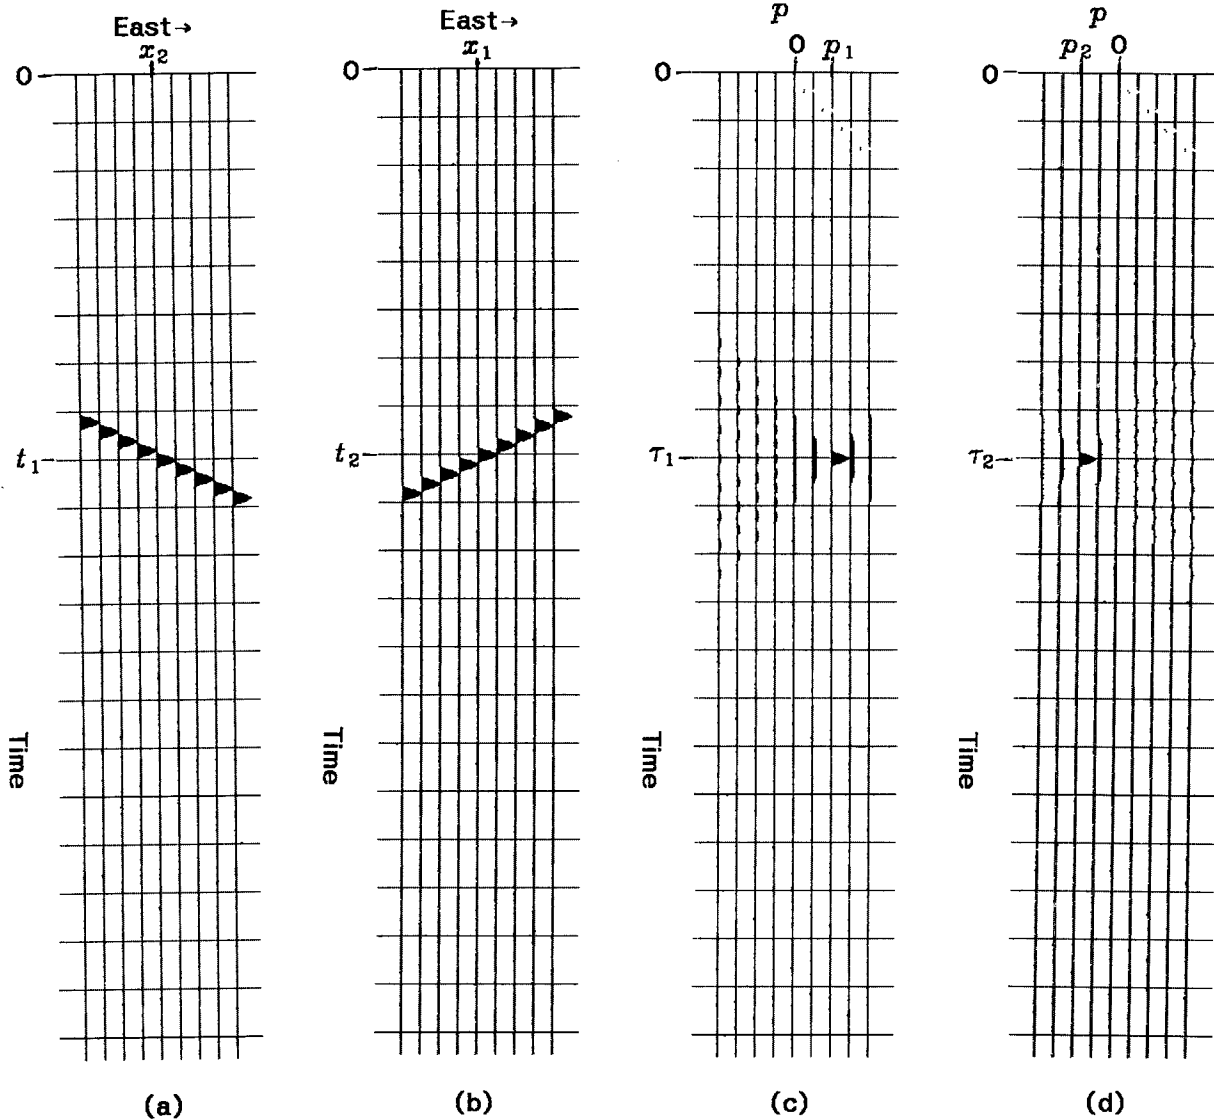 East→
x₂
0
t₁
Time
(a)
East→
x₁
0
t₂
Time
(b)
p
0 p₁
0
τ₁
Time
(c)
p
p₂ 0
0
τ₂
Time
(d)